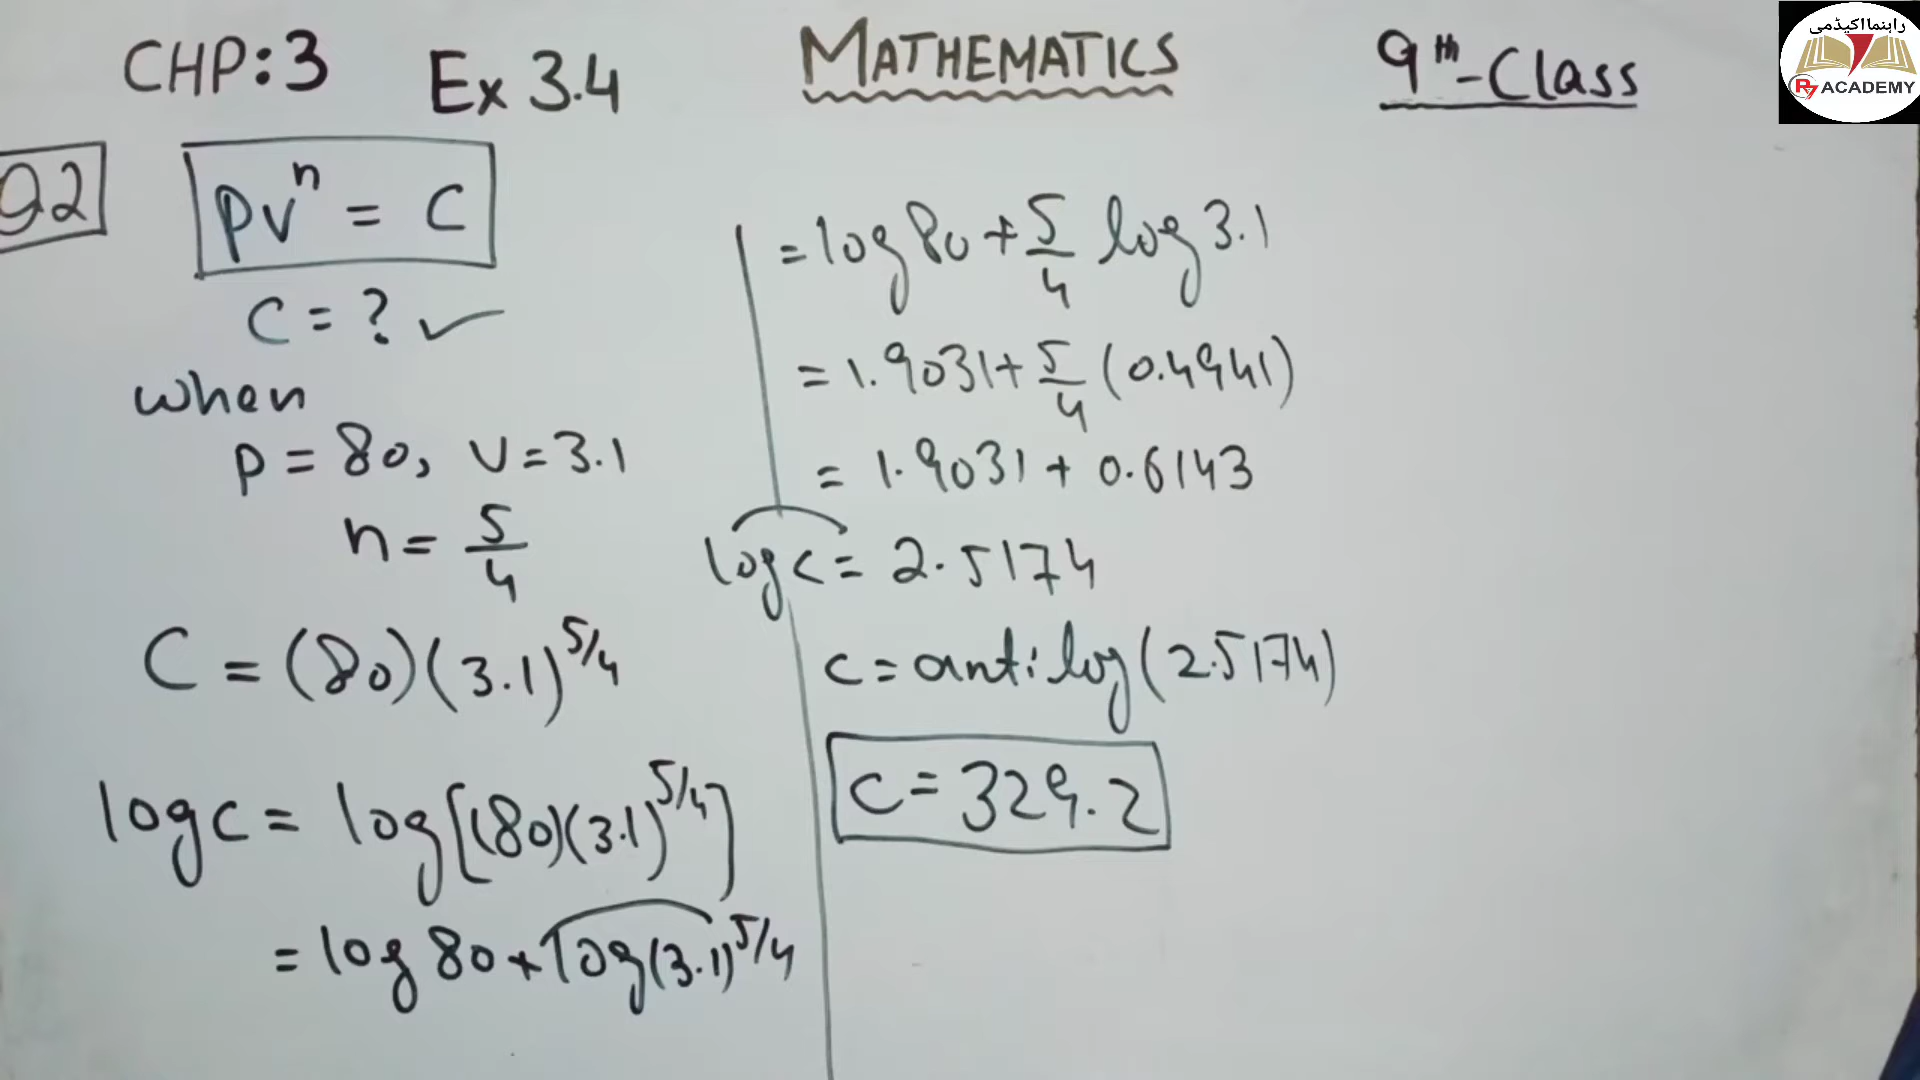 CHP:3 Ex 3.4 MATHEMATICS 9th-Class
راہنما اکیڈمی
R7 ACADEMY
Q2
pvⁿ = C
C = ? ✓
when
P = 80, V = 3.1
n = 5/4
C = (80)(3.1)^5/4
log c = log[(80)(3.1)^5/4]
= log 80 + log(3.1)^5/4
= log 80 + 5/4 log 3.1
= 1.9031 + 5/4 (0.4941)
= 1.9031 + 0.6143
log c = 2.5174
c = antilog(2.5174)
c = 329.2